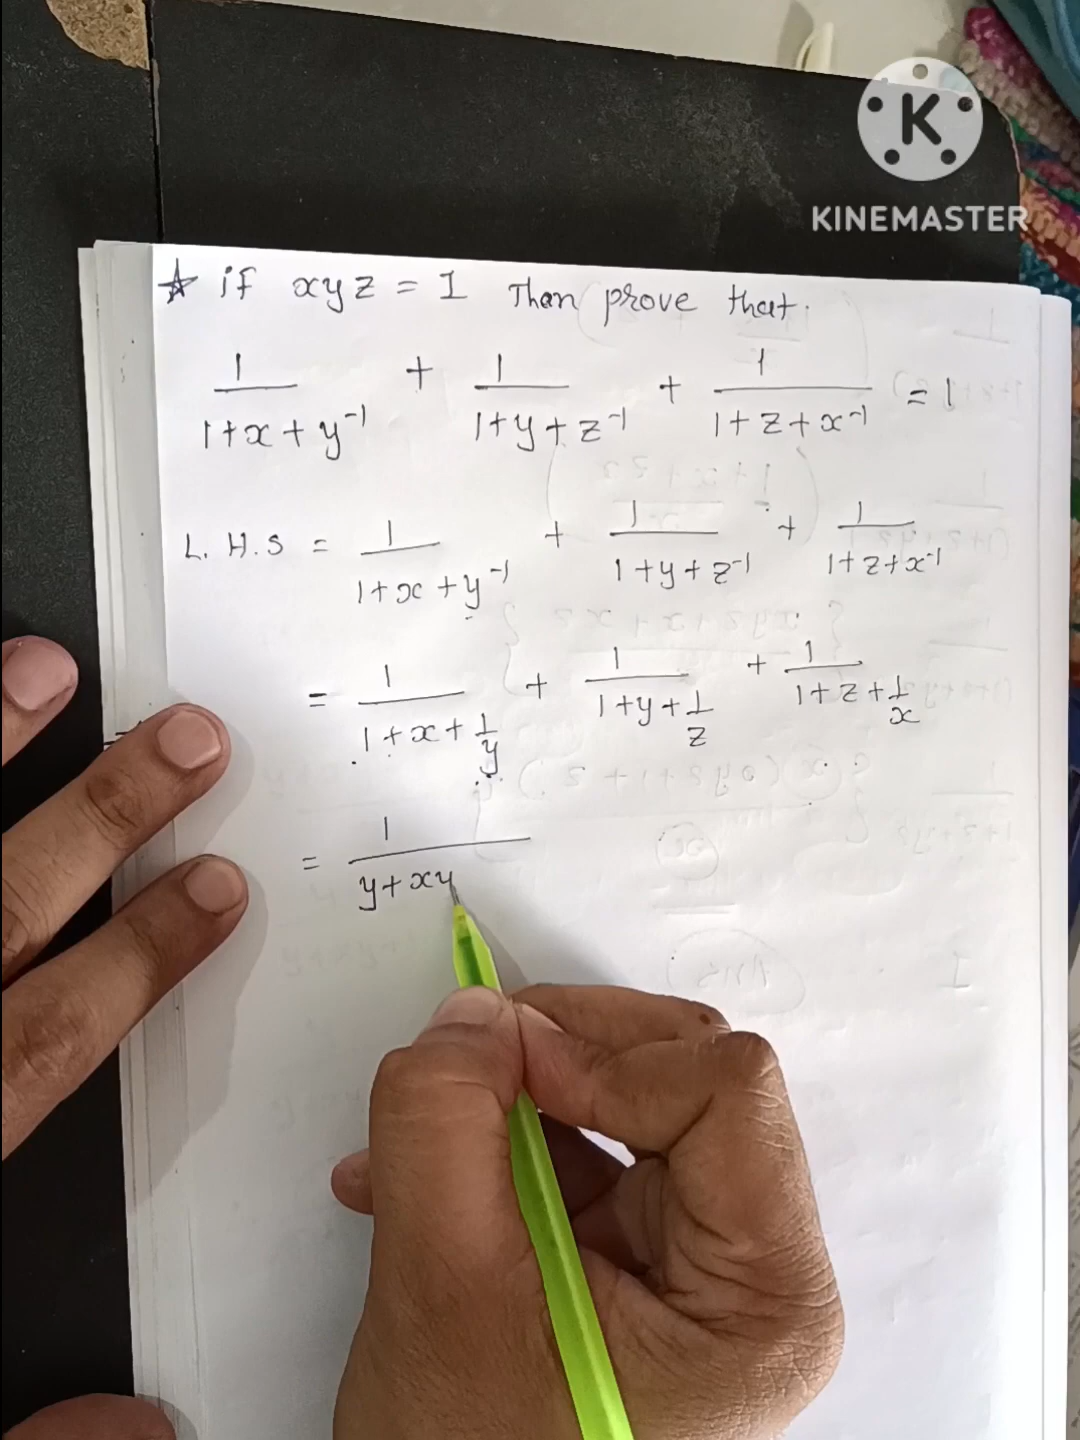 K
KINEMASTER
☆ if xyz = 1 Then prove that.
1/(1+x+y⁻¹) + 1/(1+y+z⁻¹) + 1/(1+z+x⁻¹) = 1
L.H.S = 1/(1+x+y⁻¹) + 1/(1+y+z⁻¹) + 1/(1+z+x⁻¹)
= 1/(1+x+1/y) + 1/(1+y+1/z) + 1/(1+z+1/x)
= 1/(y+xy